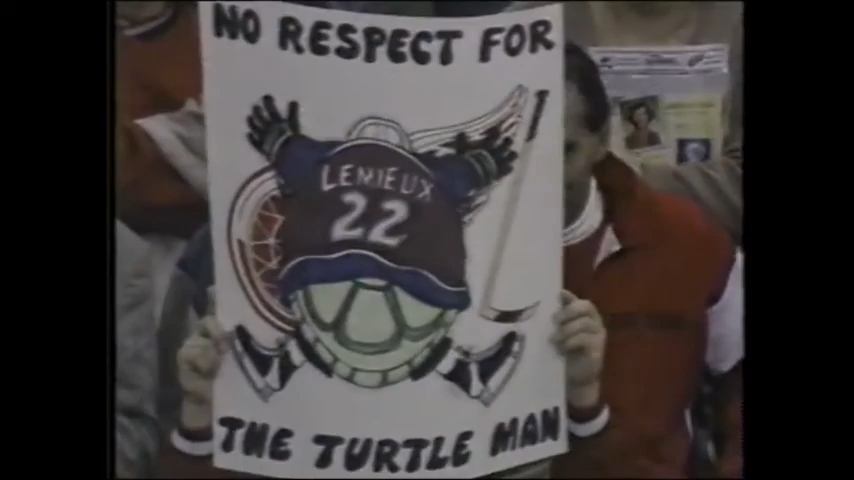 NO RESPECT FOR
LEMIEUX
22
THE TURTLE MAN